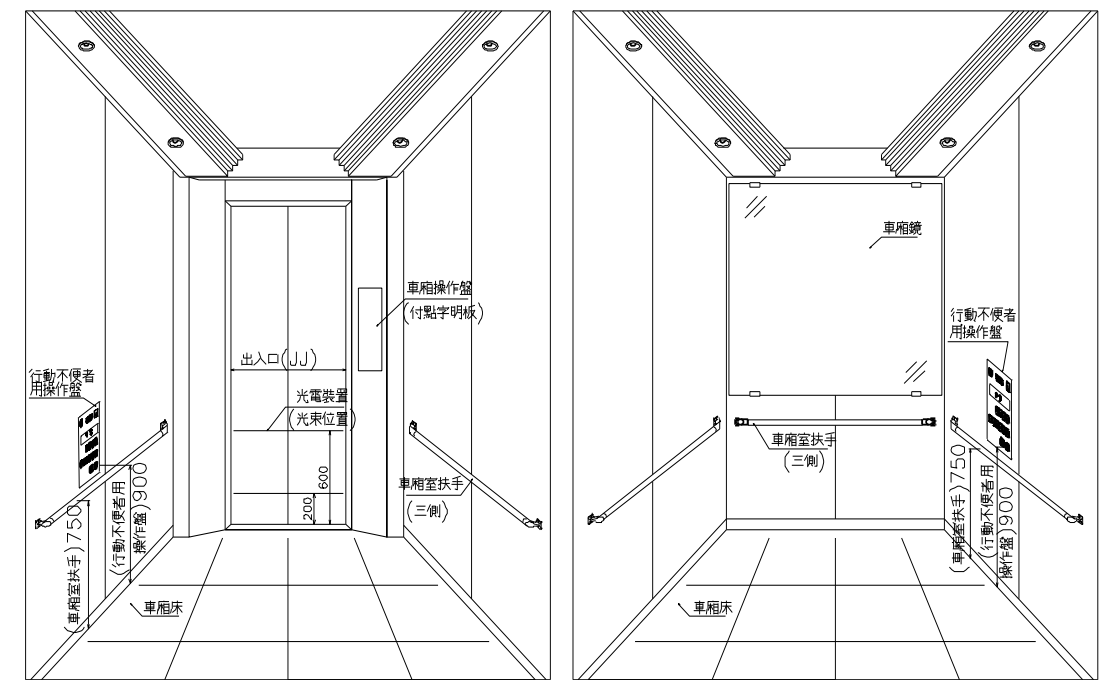 車廂操作盤
(付點字明板)
出入口(JJ)
行動不便者
用操作盤
光電裝置
(光束位置)
600
200
車廂室扶手
(三側)
(行動不便者用
操作盤)900
(車廂室扶手)750
車廂床
車廂鏡
行動不便者
用操作盤
車廂室扶手
(三側)
(車廂室扶手)750
(行動不便者用
操作盤)900
車廂床